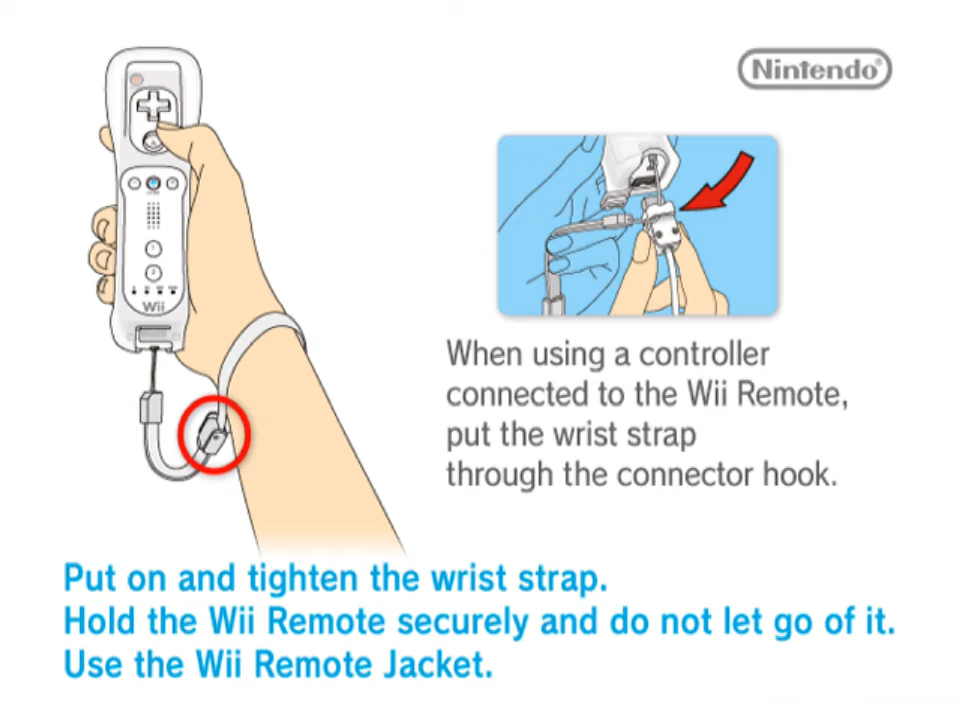 Nintendo®
Wii
When using a controller
connected to the Wii Remote,
put the wrist strap
through the connector hook.
Put on and tighten the wrist strap.
Hold the Wii Remote securely and do not let go of it.
Use the Wii Remote Jacket.